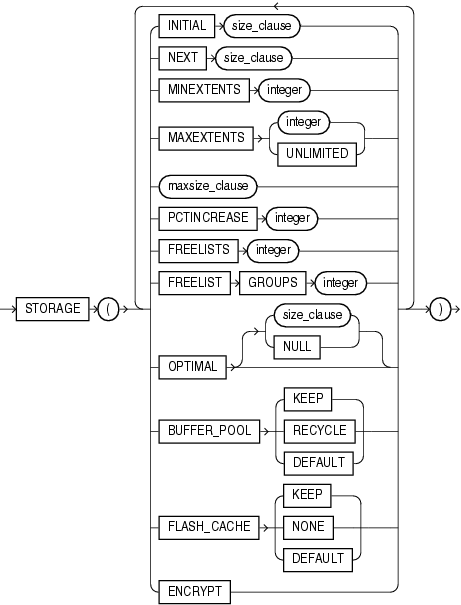 INITIAL size_clause
NEXT size_clause
MINEXTENTS integer
integer
MAXEXTENTS
UNLIMITED
maxsize_clause
PCTINCREASE integer
FREELISTS integer
FREELIST GROUPS integer
STORAGE ( )
size_clause
NULL
OPTIMAL
KEEP
BUFFER_POOL RECYCLE
DEFAULT
KEEP
FLASH_CACHE NONE
DEFAULT
ENCRYPT